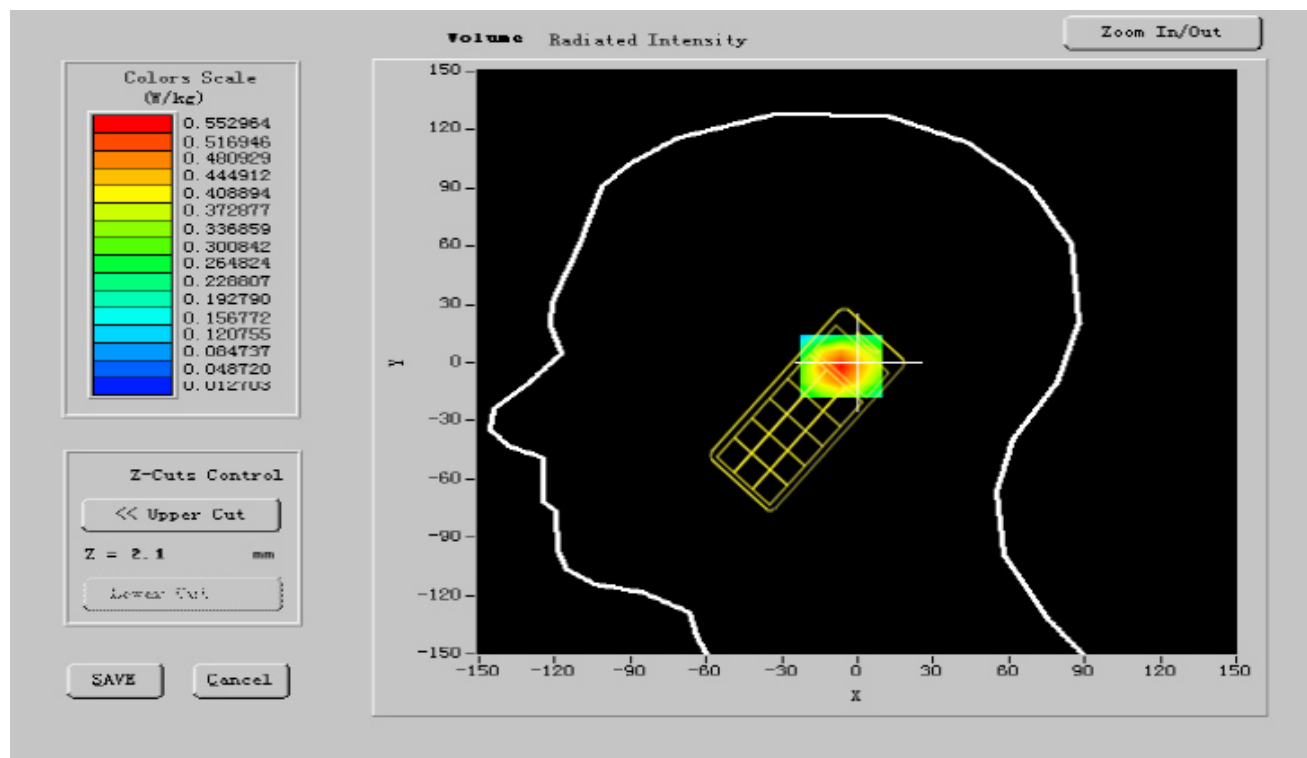 Volume Radiated Intensity
Zoom In/Out
Colors Scale
(W/kg)
0.552964
0.516946
0.480929
0.444912
0.408894
0.372877
0.336859
0.300842
0.264824
0.228807
0.192790
0.156772
0.120755
0.084737
0.048720
0.012703
Z-Cuts Control
<< Upper Cut
Z = 2.1 mm
Lower Cut
SAVE
Cancel
150
120
90
60
30
0
-30
-60
-90
-120
-150
Y
-150 -120 -90 -60 -30 0 30 60 90 120 150
X